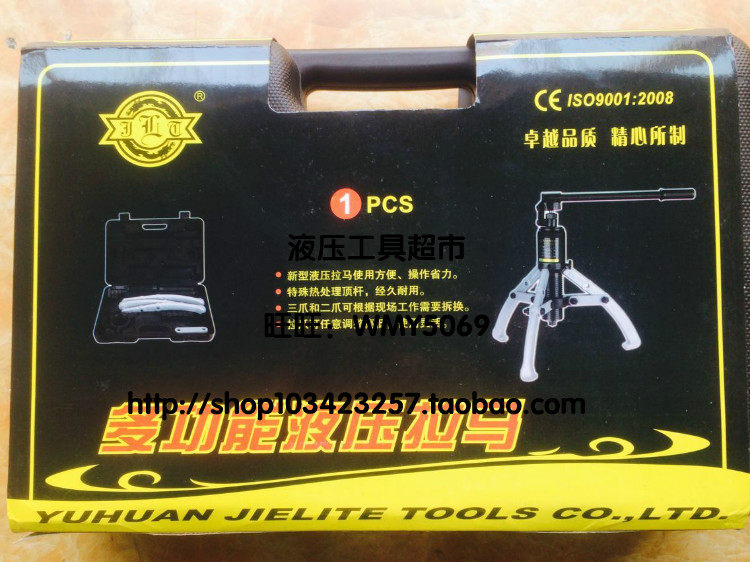 JLT ®
CE ISO9001:2008
卓越品质 精心所制
1 PCS
液压工具超市
新型液压拉马使用方便、操作省力。
特殊热处理顶杆，经久耐用。
三爪和二爪可根据现场工作需要拆换。
任意调
旺旺：WMY5069
http://shop103423257.taobao.com
多功能液压拉马
YUHUAN JIELITE TOOLS CO.,LTD.